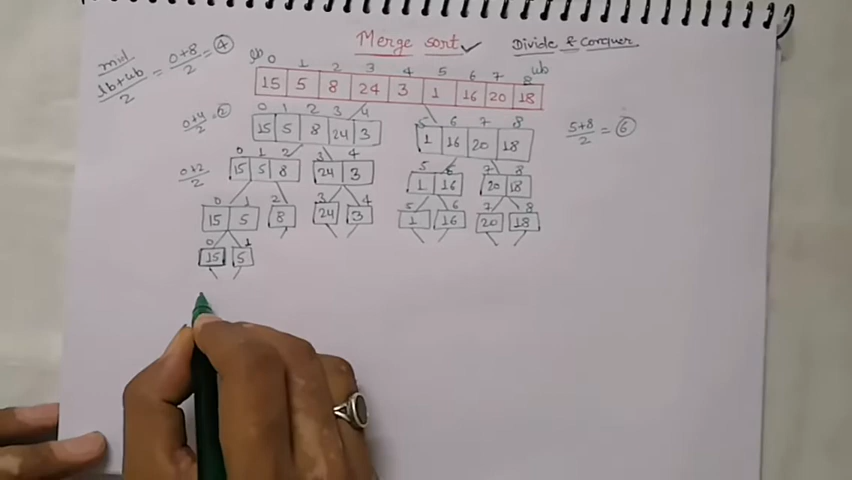 Merge sort ✓ Divide & Conquer
mid
lb+ub/2 = 0+8/2 = 4
lb ub
0 1 2 3 4 5 6 7 8
15 5 8 24 3 1 16 20 18
0+4/2 = 2
5+8/2 = 6
0 1 2 3 4 5 6 7 8
15 5 8 24 3 1 16 20 18
0+2/2
0 1 2 3 4 5 6 7 8
15 5 8 24 3 1 16 20 18
0 1 2 3 4 5 6 7 8
15 5 8 24 3 1 16 20 18
0 1
15 5